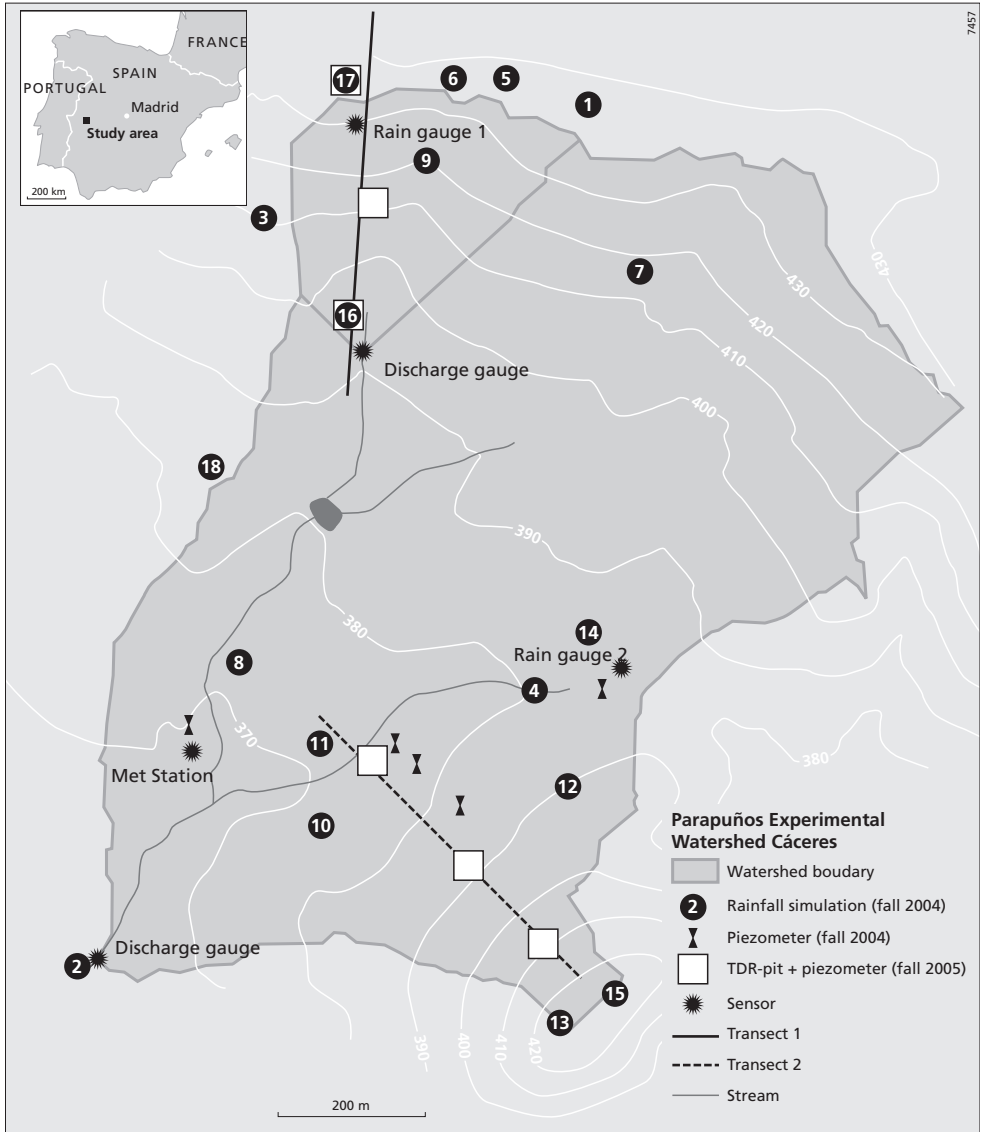 7457
FRANCE
SPAIN
PORTUGAL
Madrid
Study area
200 km
17
6
5
1
Rain gauge 1
9
3
7
430
430
420
410
16
Discharge gauge
400
18
390
380
14
Rain gauge 2
8
4
370
11
380
Met Station
12
10
Discharge gauge
2
15
13
390
400
410
420
200 m
Parapuños Experimental
Watershed Cáceres
Watershed boudary
2 Rainfall simulation (fall 2004)
Piezometer (fall 2004)
TDR-pit + piezometer (fall 2005)
Sensor
Transect 1
Transect 2
Stream